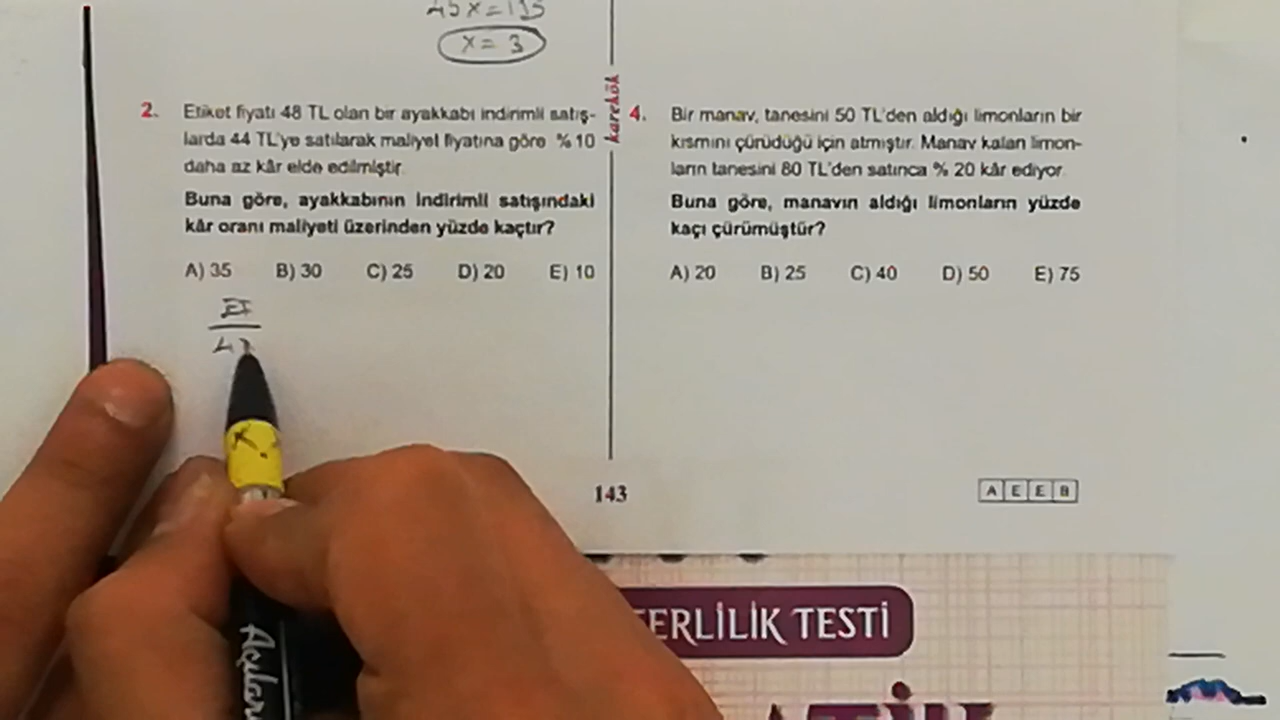 45x=135
x= 3
2. Etiket fiyatı 48 TL olan bir ayakkabı indirimli satış-
larda 44 TL'ye satılarak maliyet fiyatına göre % 10
daha az kâr elde edilmiştir.
Buna göre, ayakkabının indirimli satışındaki
kâr oranı maliyeti üzerinden yüzde kaçtır?
A) 35 B) 30 C) 25 D) 20 E) 10
karekök
4. Bir manav, tanesini 50 TL'den aldığı limonların bir
kısmını çürüdüğü için atmıştır. Manav kalan limon-
ların tanesini 80 TL'den satınca % 20 kâr ediyor.
Buna göre, manavın aldığı limonların yüzde
kaçı çürümüştür?
A) 20 B) 25 C) 40 D) 50 E) 75
143
A E E B
ERLİLİK TESTİ